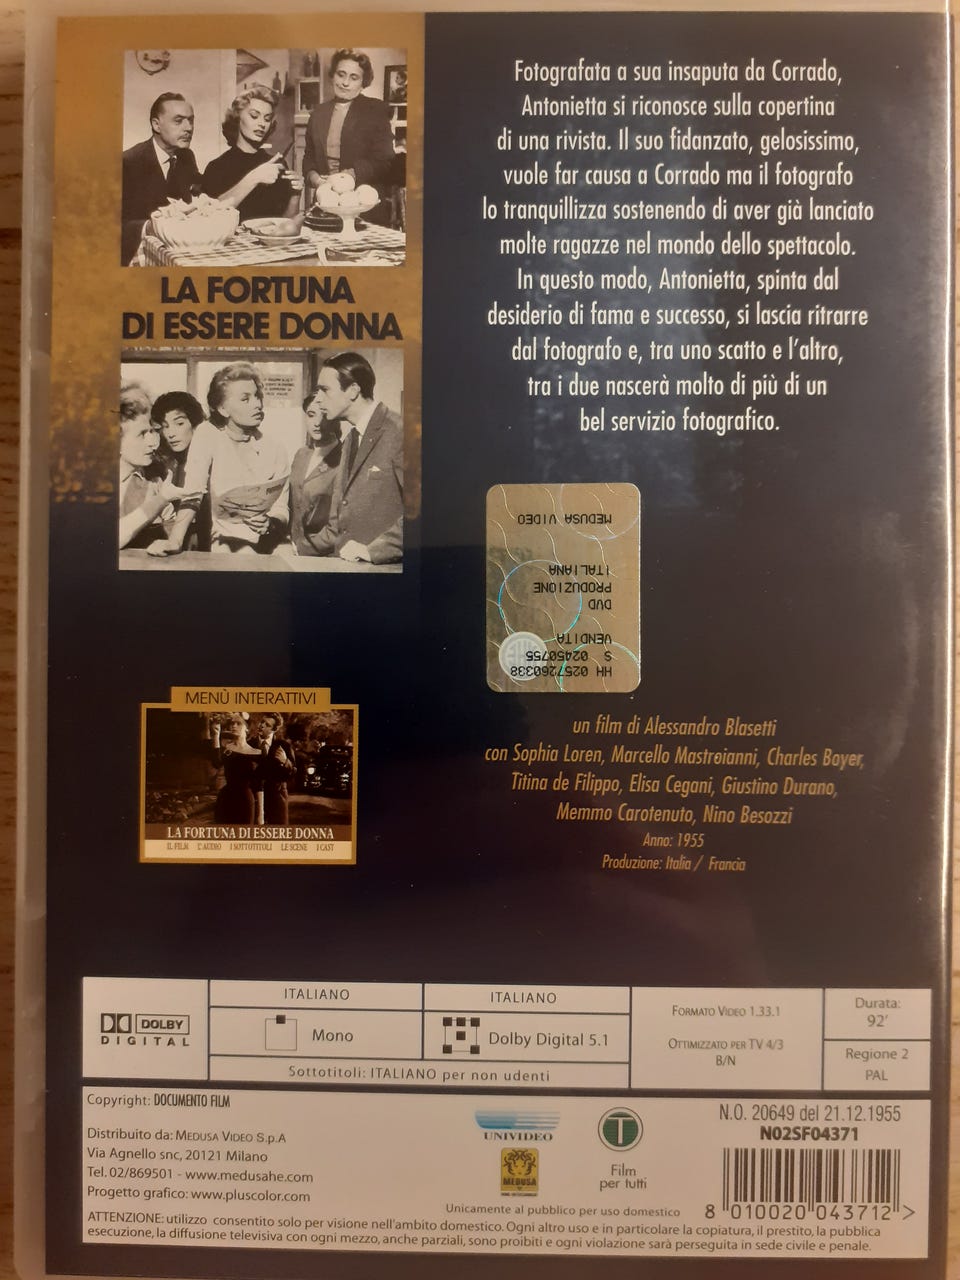 Fotografata a sua insaputa da Corrado,
Antonietta si riconosce sulla copertina
di una rivista. Il suo fidanzato, gelosissimo,
vuole far causa a Corrado ma il fotografo
lo tranquillizza sostenendo di aver già lanciato
molte ragazze nel mondo dello spettacolo.
In questo modo, Antonietta, spinta dal
desiderio di fama e successo, si lascia ritrarre
dal fotografo e, tra uno scatto e l'altro,
tra i due nascerà molto di più di un
bel servizio fotografico.
LA FORTUNA
DI ESSERE DONNA
HH 0257260338
S 02450755
VENDITA
DVD
PRODUZIONE
ITALIANA
MEDUSA VIDEO
MENÙ INTERATTIVI
LA FORTUNA DI ESSERE DONNA
IL FILM L'AUDIO I SOTTOTITOLI LE SCENE I CAST
un film di Alessandro Blasetti
con Sophia Loren, Marcello Mastroianni, Charles Boyer,
Titina de Filippo, Elisa Cegani, Giustino Durano,
Memmo Carotenuto, Nino Besozzi
Anno: 1955
Produzione: Italia / Francia
DOLBY
DIGITAL
ITALIANO
Mono
ITALIANO
Dolby Digital 5.1
Sottotitoli: ITALIANO per non udenti
FORMATO VIDEO 1.33.1
OTTIMIZZATO PER TV 4/3
B/N
Durata:
92'
Regione 2
PAL
Copyright: DOCUMENTO FILM
Distribuito da: MEDUSA VIDEO S.P.A
Via Agnello snc, 20121 Milano
Tel. 02/869501 - www.medusahe.com
Progetto grafico: www.pluscolor.com
UNIVIDEO
MEDUSA
T
Film
per tutti
Unicamente al pubblico per uso domestico
N.O. 20649 del 21.12.1955
N02SF04371
8 010020 043712 >
ATTENZIONE: utilizzo consentito solo per visione nell'ambito domestico. Ogni altro uso e in particolare la copiatura, il prestito, la pubblica
esecuzione, la diffusione televisiva con ogni mezzo, anche parziali, sono proibiti e ogni violazione sarà perseguita in sede civile e penale.